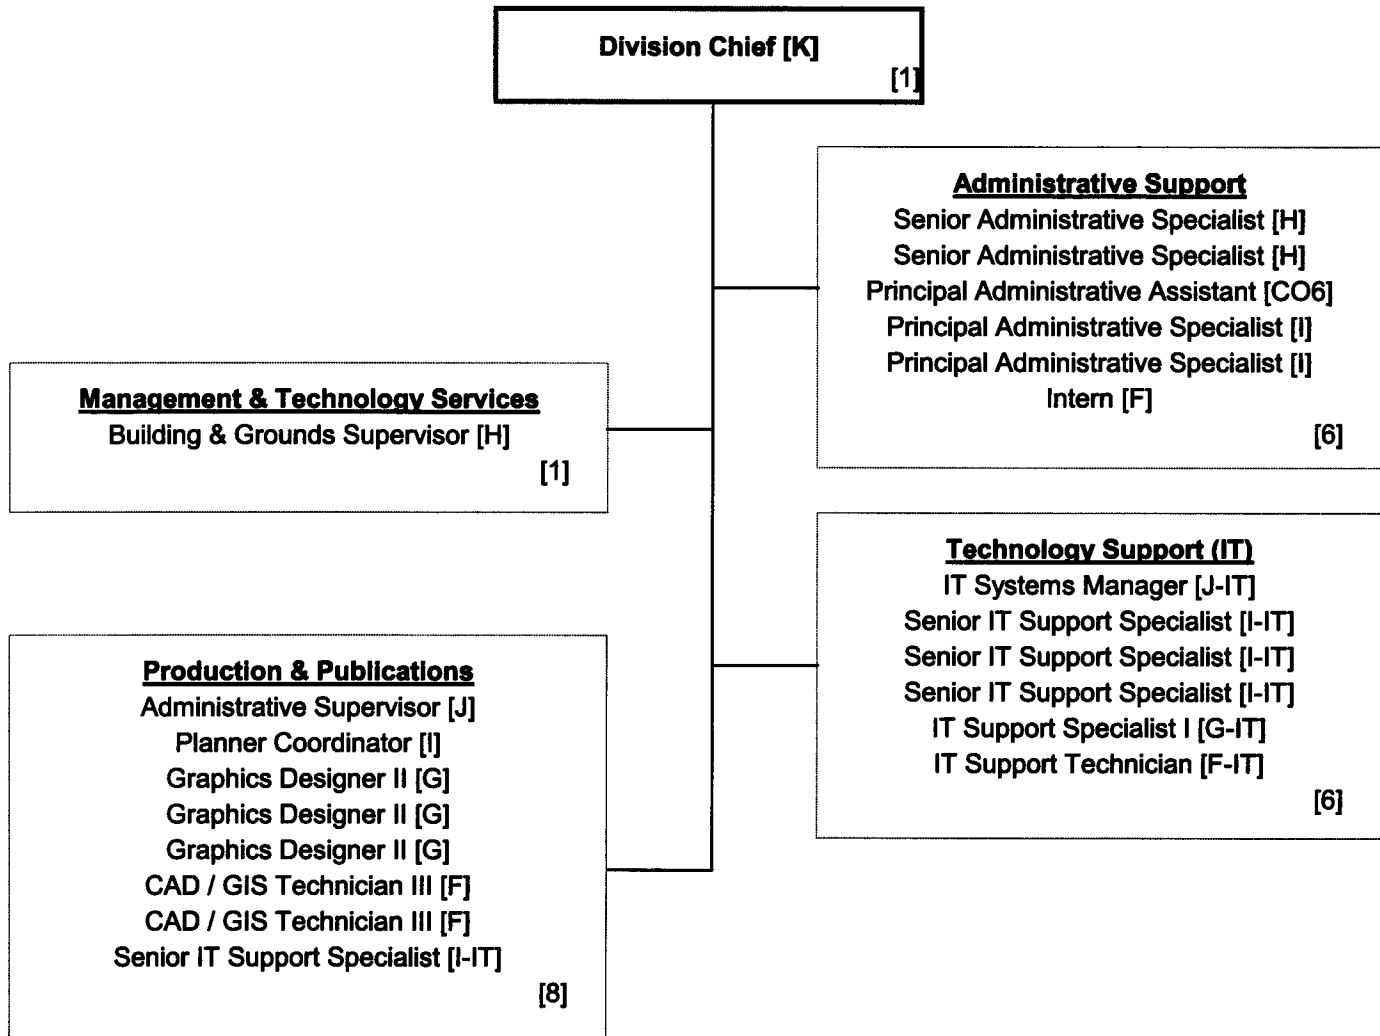 Division Chief [K]
[1]
Administrative Support
Senior Administrative Specialist [H]
Senior Administrative Specialist [H]
Principal Administrative Assistant [CO6]
Principal Administrative Specialist [I]
Principal Administrative Specialist [I]
Intern [F]
[6]
Management & Technology Services
Building & Grounds Supervisor [H]
[1]
Technology Support (IT)
IT Systems Manager [J-IT]
Senior IT Support Specialist [I-IT]
Senior IT Support Specialist [I-IT]
Senior IT Support Specialist [I-IT]
IT Support Specialist I [G-IT]
IT Support Technician [F-IT]
[6]
Production & Publications
Administrative Supervisor [J]
Planner Coordinator [I]
Graphics Designer II [G]
Graphics Designer II [G]
Graphics Designer II [G]
CAD / GIS Technician III [F]
CAD / GIS Technician III [F]
Senior IT Support Specialist [I-IT]
[8]